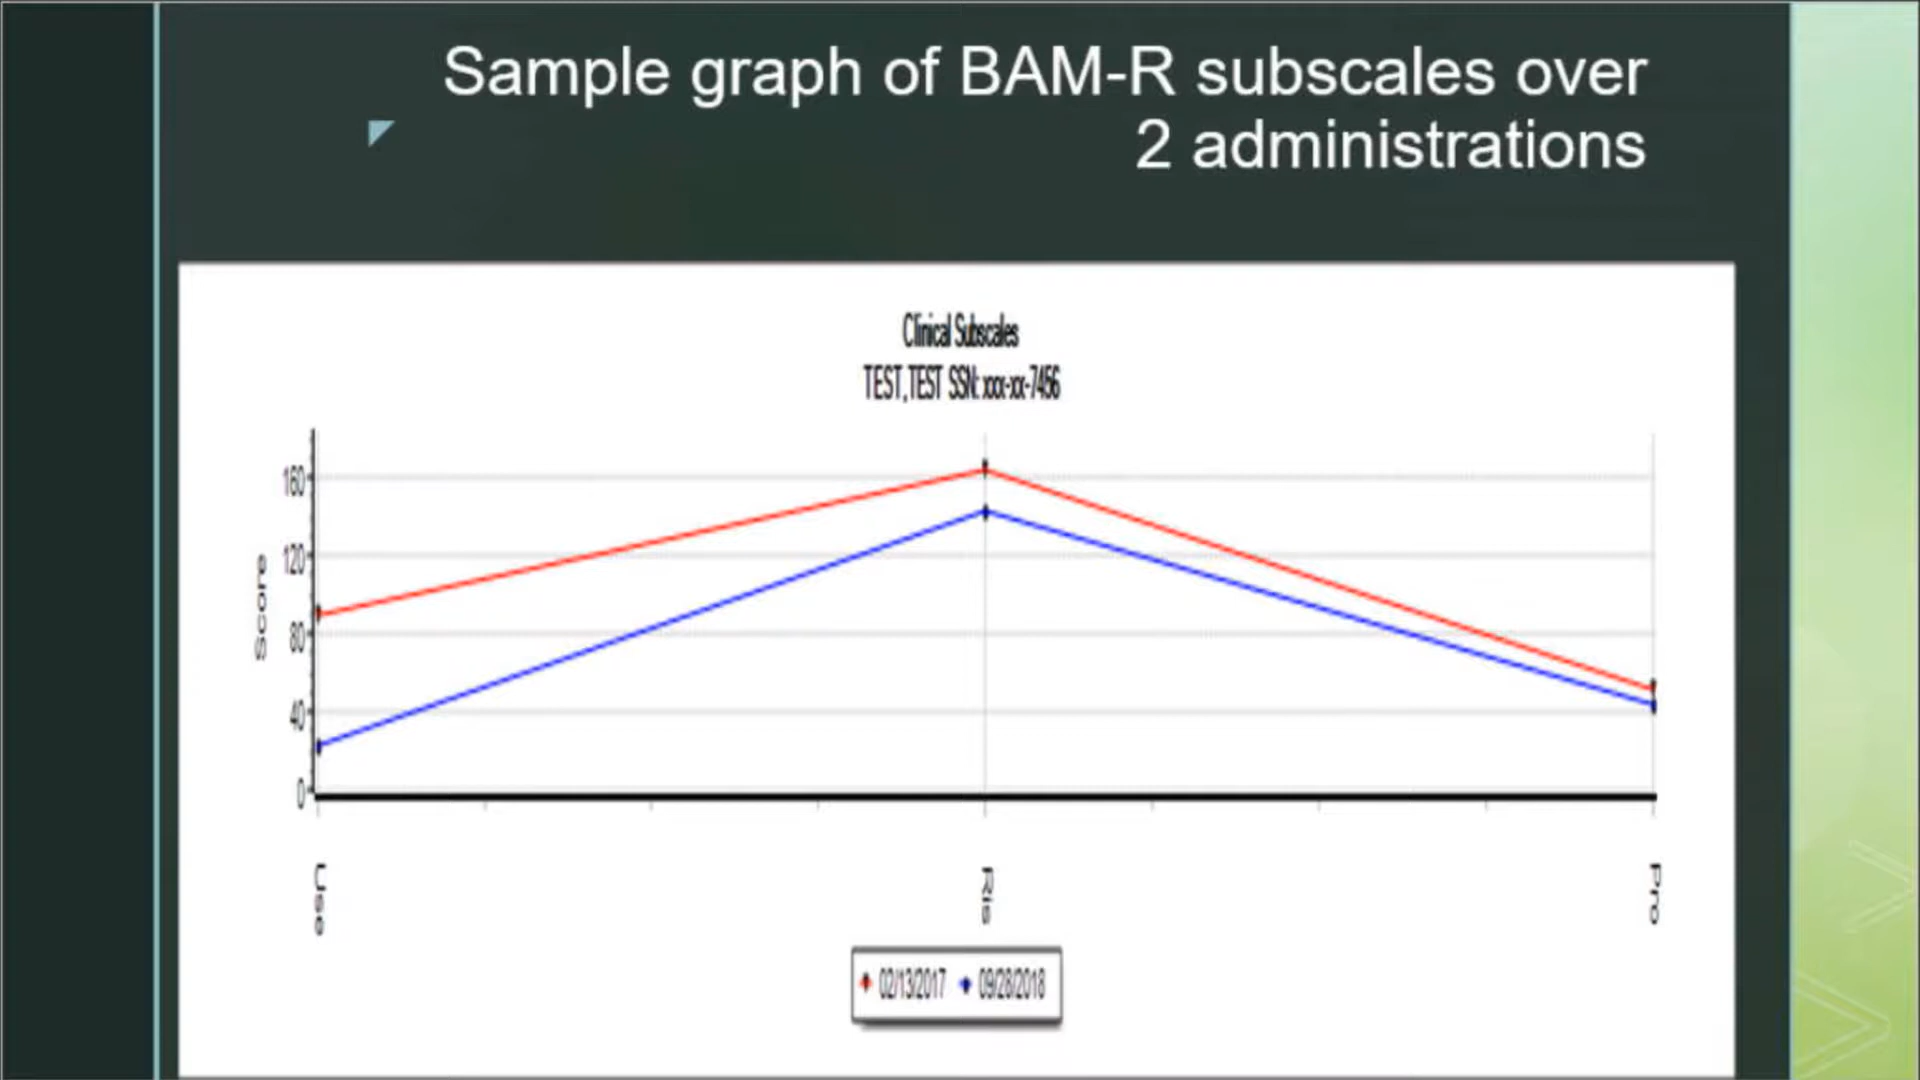 Sample graph of BAM-R subscales over
2 administrations
Clinical Subscales
TEST,TEST SSN: xxx-xx-7456
160
120
80
40
0
Score
Use
Ris
Pro
02/13/2017 09/28/2018